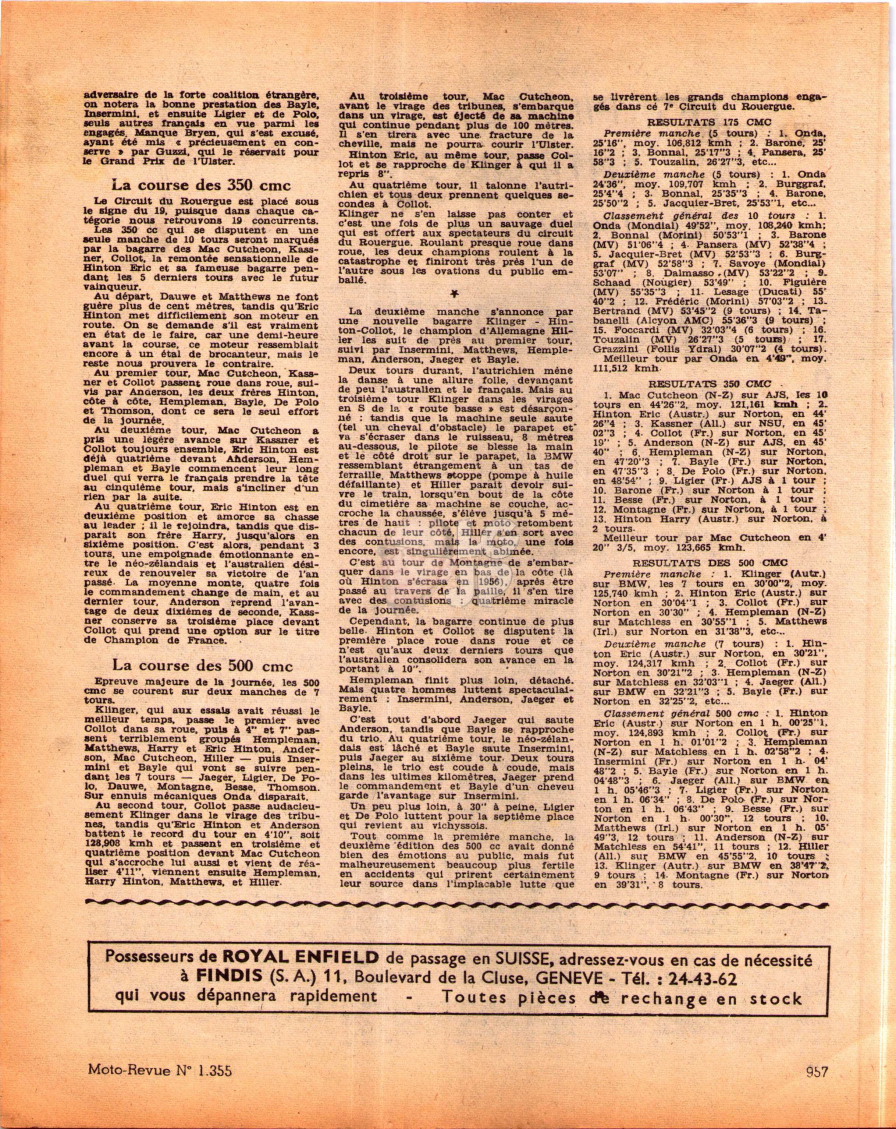 adversaire de la forte coalition étrangère,
on notera la bonne prestation des Bayle,
Insermini, et ensuite Ligier et de Polo,
seuls autres français en vue parmi les
engagés. Manque Bryen, qui s'est excusé,
ayant été mis « précieusement en con-
serve » par Guzzi, qui le réservait pour
le Grand Prix de l'Ulster.
La course des 350 cmc
Le Circuit du Rouergue est placé sous
le signe du 19, puisque dans chaque ca-
tégorie nous retrouvons 19 concurrents.
Les 350 cc qui se disputent en une
seule manche de 10 tours seront marqués
par la bagarre des Mac Cutcheon, Kass-
ner, Collot, la remontée sensationnelle de
Hinton Eric et sa fameuse bagarre pen-
dant les 5 derniers tours avec le futur
vainqueur.
Au départ, Dauwe et Matthews ne font
guère plus de cent mètres, tandis qu'Eric
Hinton met difficilement son moteur en
route. On se demande s'il est vraiment
en état de le faire, car une demi-heure
avant la course, ce moteur ressemblait
encore à un étal de brocanteur, mais le
reste nous prouvera le contraire.
Au premier tour, Mac Cutcheon, Kass-
ner et Collot passent roue dans roue, sui-
vis par Anderson, les deux frères Hinton,
côte à côte, Hempleman, Bayle, De Polo
et Thomson, dont ce sera le seul effort
de la journée.
Au deuxième tour, Mac Cutcheon a
pris une légère avance sur Kassner et
Collot toujours ensemble, Eric Hinton est
déjà quatrième devant Anderson, Hem-
pleman et Bayle commencent leur long
duel qui verra le français prendre la tête
au cinquième tour, mais s'incliner d'un
rien par la suite.
Au quatrième tour, Eric Hinton est en
deuxième position et amorce sa chasse
au leader ; il le rejoindra, tandis que dis-
parait son frère Harry, jusqu'alors en
sixième position. C'est alors, pendant 3
tours, une empoignade émotionnante en-
tre le néo-zélandais et l'australien dési-
reux de renouveler sa victoire de l'an
passé. La moyenne monte, quatre fois
le commandement change de main, et au
dernier tour, Anderson reprend l'avan-
tage de deux dixièmes de seconde, Kass-
ner conserve sa troisième place devant
Collot qui prend une option sur le titre
de Champion de France.
La course des 500 cmc
Epreuve majeure de la journée, les 500
cmc se courent sur deux manches de 7
tours.
Klinger, qui aux essais avait réussi le
meilleur temps, passe le premier avec
Collot dans sa roue, puis à 4" et 7" pas-
sent terriblement groupés Hempleman,
Matthews, Harry et Eric Hinton, Ander-
son, Mac Cutcheon, Hiller — puis Inser-
mini et Bayle qui vont se suivre pen-
dant les 7 tours — Jaeger, Ligier, De Po-
lo, Dauwe, Montagne, Besse, Thomson.
Sur ennuis mécaniques Onda disparait.
Au second tour, Collot passe audacieu-
sement Klinger dans le virage des tribu-
nes, tandis qu'Eric Hinton et Anderson
battent le record du tour en 4'10", soit
128,908 kmh et passent en troisième et
quatrième position devant Mac Cutcheon
qui s'accroche lui aussi et vient de réa-
liser 4'11", viennent ensuite Hempleman,
Harry Hinton, Matthews, et Hiller.
Au troisième tour, Mac Cutcheon,
avant le virage des tribunes, s'embarque
dans un virage, est éjecté de sa machine
qui continue pendant plus de 100 mètres.
Il s'en tirera avec une fracture de la
cheville, mais ne pourra courir l'Ulster.
Hinton Eric, au même tour, passe Col-
lot et se rapproche de Klinger à qui il a
repris 8".
Au quatrième tour, il talonne l'autri-
chien et tous deux prennent quelques se-
condes à Collot.
Klinger ne s'en laisse pas conter et
c'est une fois de plus un sauvage duel
qui est offert aux spectateurs du circuit
du Rouergue. Roulant presque roue dans
roue, les deux champions roulent à la
catastrophe et finiront très près l'un de
l'autre sous les ovations du public em-
ballé.
★
La deuxième manche s'annonce par
une nouvelle bagarre Klinger - Hin-
ton-Collot, le champion d'Allemagne Hil-
ler les suit de près au premier tour,
suivi par Insermini, Matthews, Hemple-
man, Anderson, Jaeger et Bayle.
Deux tours durant, l'autrichien mène
la danse à une allure folle, devançant
de peu l'australien et le français. Mais au
troisième tour Klinger dans les virages
en S de la « route basse » est désarçon-
né : tandis que la machine seule saute
(tel un cheval d'obstacle) le parapet et
va s'écraser dans le ruisseau, 8 mètres
au-dessous, le pilote se blesse la main
et le côté droit sur le parapet, la BMW
ressemblant étrangement à un tas de
ferraille. Matthews stoppe (pompe à huile
défaillante) et Hiller parait devoir sui-
vre le train, lorsqu'en bout de la côte
du cimetière sa machine se couche, ac-
croche la chaussée, s'élève jusqu'à 5 mè-
tres de haut : pilote et moto retombent
chacun de leur côté, Hiller s'en sort avec
des contusions, mais la moto, une fois
encore, est singulièrement abîmée.
C'est au tour de Montagne de s'embar-
quer dans le virage en bas de la côte (là
où Hinton s'écrasa en 1956), après être
passé au travers de la paille, il s'en tire
avec des contusions : quatrième miracle
de la journée.
Cependant, la bagarre continue de plus
belle. Hinton et Collot se disputent la
première place roue dans roue et ce
n'est qu'aux deux derniers tours que
l'australien consolidera son avance en la
portant à 10".
Hempleman finit plus loin, détaché.
Mais quatre hommes luttent spectaculai-
rement : Insermini, Anderson, Jaeger et
Bayle.
C'est tout d'abord Jaeger qui saute
Anderson, tandis que Bayle se rapproche
du trio. Au quatrième tour, le néo-zélan-
dais est lâché et Bayle saute Insermini,
puis Jaeger au sixième tour. Deux tours
pleins, le trio est coude à coude, mais
dans les ultimes kilomètres, Jaeger prend
le commandement et Bayle d'un cheveu
garde l'avantage sur Insermini.
Un peu plus loin, à 30" à peine, Ligier
et De Polo luttent pour la septième place
qui revient au vichyssois.
Tout comme la première manche, la
deuxième édition des 500 cc avait donné
bien des émotions au public, mais fut
malheureusement beaucoup plus fertile
en accidents qui prirent certainement
leur source dans l'implacable lutte que
se livrèrent les grands champions enga-
gés dans cé 7e Circuit du Rouergue.
RESULTATS 175 CMC
Première manche (5 tours) : 1. Onda,
25'16", moy. 106,812 kmh ; 2. Barone, 25'
16"2 ; 3. Bonnal, 25'17"3 ; 4. Pansera, 25'
58"3 ; 5. Touzalin, 26'27"3, etc...
Deuxième manche (5 tours) : 1. Onda
24'36", moy. 109,707 kmh ; 2. Burggraf,
25'4"4 ; 3. Bonnal, 25'35"3 ; 4. Barone,
25'50"2 ; 5. Jacquier-Bret, 25'53"1, etc...
Classement général des 10 tours : 1.
Onda (Mondial) 49'52", moy. 108,240 kmh;
2. Bonnal (Morini) 50'53"1 ; 3. Barone
(MV) 51'06"4 ; 4. Pansera (MV) 52'38"4 ;
5. Jacquier-Bret (MV) 52'53"3 ; 6. Burg-
graf (MV) 52'58"3 ; 7. Savoye (Mondial)
53'07" ; 8. Dalmasso (MV) 53'22"2 ; 9.
Schaad (Nougier) 53'49" ; 10. Figuière
(MV) 55'35"3 ; 11. Lesage (Ducati) 55'
40"2 ; 12. Frédéric (Morini) 57'03"2 ; 13.
Bertrand (MV) 53'45"2 (9 tours) ; 14. Ta-
banelli (Alcyon AMC) 55'36"3 (9 tours) ;
15. Foccardi (MV) 32'03"4 (6 tours) ; 16.
Touzalin (MV) 26'27"3 (5 tours) ; 17.
Grazzini (Follis Ydral) 30'07"2 (4 tours).
Meilleur tour par Onda en 4'49", moy.
111,512 kmh.
RESULTATS 350 CMC
1. Mac Cutcheon (N-Z) sur AJS, les 10
tours en 44'26"2, moy. 121,161 kmh ; 2.
Hinton Eric (Austr.) sur Norton, en 44'
26"4 ; 3. Kassner (All.) sur NSU, en 45'
02"3 ; 4. Collot (Fr.) sur Norton, en 45'
19" ; 5. Anderson (N-Z) sur AJS, en 45'
40" ; 6. Hempleman (N-Z) sur Norton,
en 47'20"3 ; 7. Bayle (Fr.) sur Norton,
en 47'35"3 ; 8. De Polo (Fr.) sur Norton,
en 48'54" ; 9. Ligier (Fr.) AJS à 1 tour ;
10. Barone (Fr.) sur Norton à 1 tour ;
11. Besse (Fr.) sur Norton, à 1 tour ;
12. Montagne (Fr.) sur Norton, à 1 tour ;
13. Hinton Harry (Austr.) sur Norton, à
2 tours.
Meilleur tour par Mac Cutcheon en 4'
20" 3/5, moy. 123,665 kmh.
RESULTATS DES 500 CMC
Première manche : 1. Klinger (Autr.)
sur BMW, les 7 tours en 30'00"2, moy.
125,740 kmh ; 2. Hinton Eric (Austr.) sur
Norton en 30'04"1 ; 3. Collot (Fr.) sur
Norton en 30'30" ; 4. Hempleman (N-Z)
sur Matchless en 30'55"1 ; 5. Matthews
(Irl.) sur Norton en 31'38"3, etc...
Deuxième manche (7 tours) : 1. Hin-
ton Eric (Austr.) sur Norton, en 30'21",
moy. 124,317 kmh ; 2. Collot (Fr.) sur
Norton en 30'21"2 ; 3. Hempleman (N-Z)
sur Matchless en 32'03"1 ; 4. Jaeger (All.)
sur BMW en 32'21"3 ; 5. Bayle (Fr.) sur
Norton en 32'25"2, etc...
Classement général 500 cmc : 1. Hinton
Eric (Austr.) sur Norton en 1 h. 00'25"1,
moy. 124,893 kmh ; 2. Collot (Fr.) sur
Norton en 1 h. 01'01"2 ; 3. Hempleman
(N-Z) sur Matchless en 1 h. 02'58"2 ; 4.
Insermini (Fr.) sur Norton en 1 h. 04'
48"2 ; 5. Bayle (Fr.) sur Norton en 1 h.
04'48"3 ; 6. Jaeger (All.) sur BMW en
1 h. 05'46"3 ; 7. Ligier (Fr.) sur Norton
en 1 h. 06'34" ; 8. De Polo (Fr.) sur Nor-
ton en 1 h. 06'43" ; 9. Besse (Fr.) sur
Norton en 1 h. 00'30", 12 tours ; 10.
Matthews (Irl.) sur Norton en 1 h. 05'
49"3, 12 tours ; 11. Anderson (N-Z) sur
Matchless en 54'41", 11 tours ; 12. Hiller
(All.) sur BMW en 45'55"2, 10 tours ;
13. Klinger (Autr.) sur BMW en 38'47"2,
9 tours ; 14. Montagne (Fr.) sur Norton
en 39'31", 8 tours.
Possesseurs de ROYAL ENFIELD de passage en SUISSE, adressez-vous en cas de nécessité
à FINDIS (S. A.) 11, Boulevard de la Cluse, GENEVE - Tél. : 24-43-62
qui vous dépannera rapidement - Toutes pièces de rechange en stock
Moto-Revue N° 1.355
957